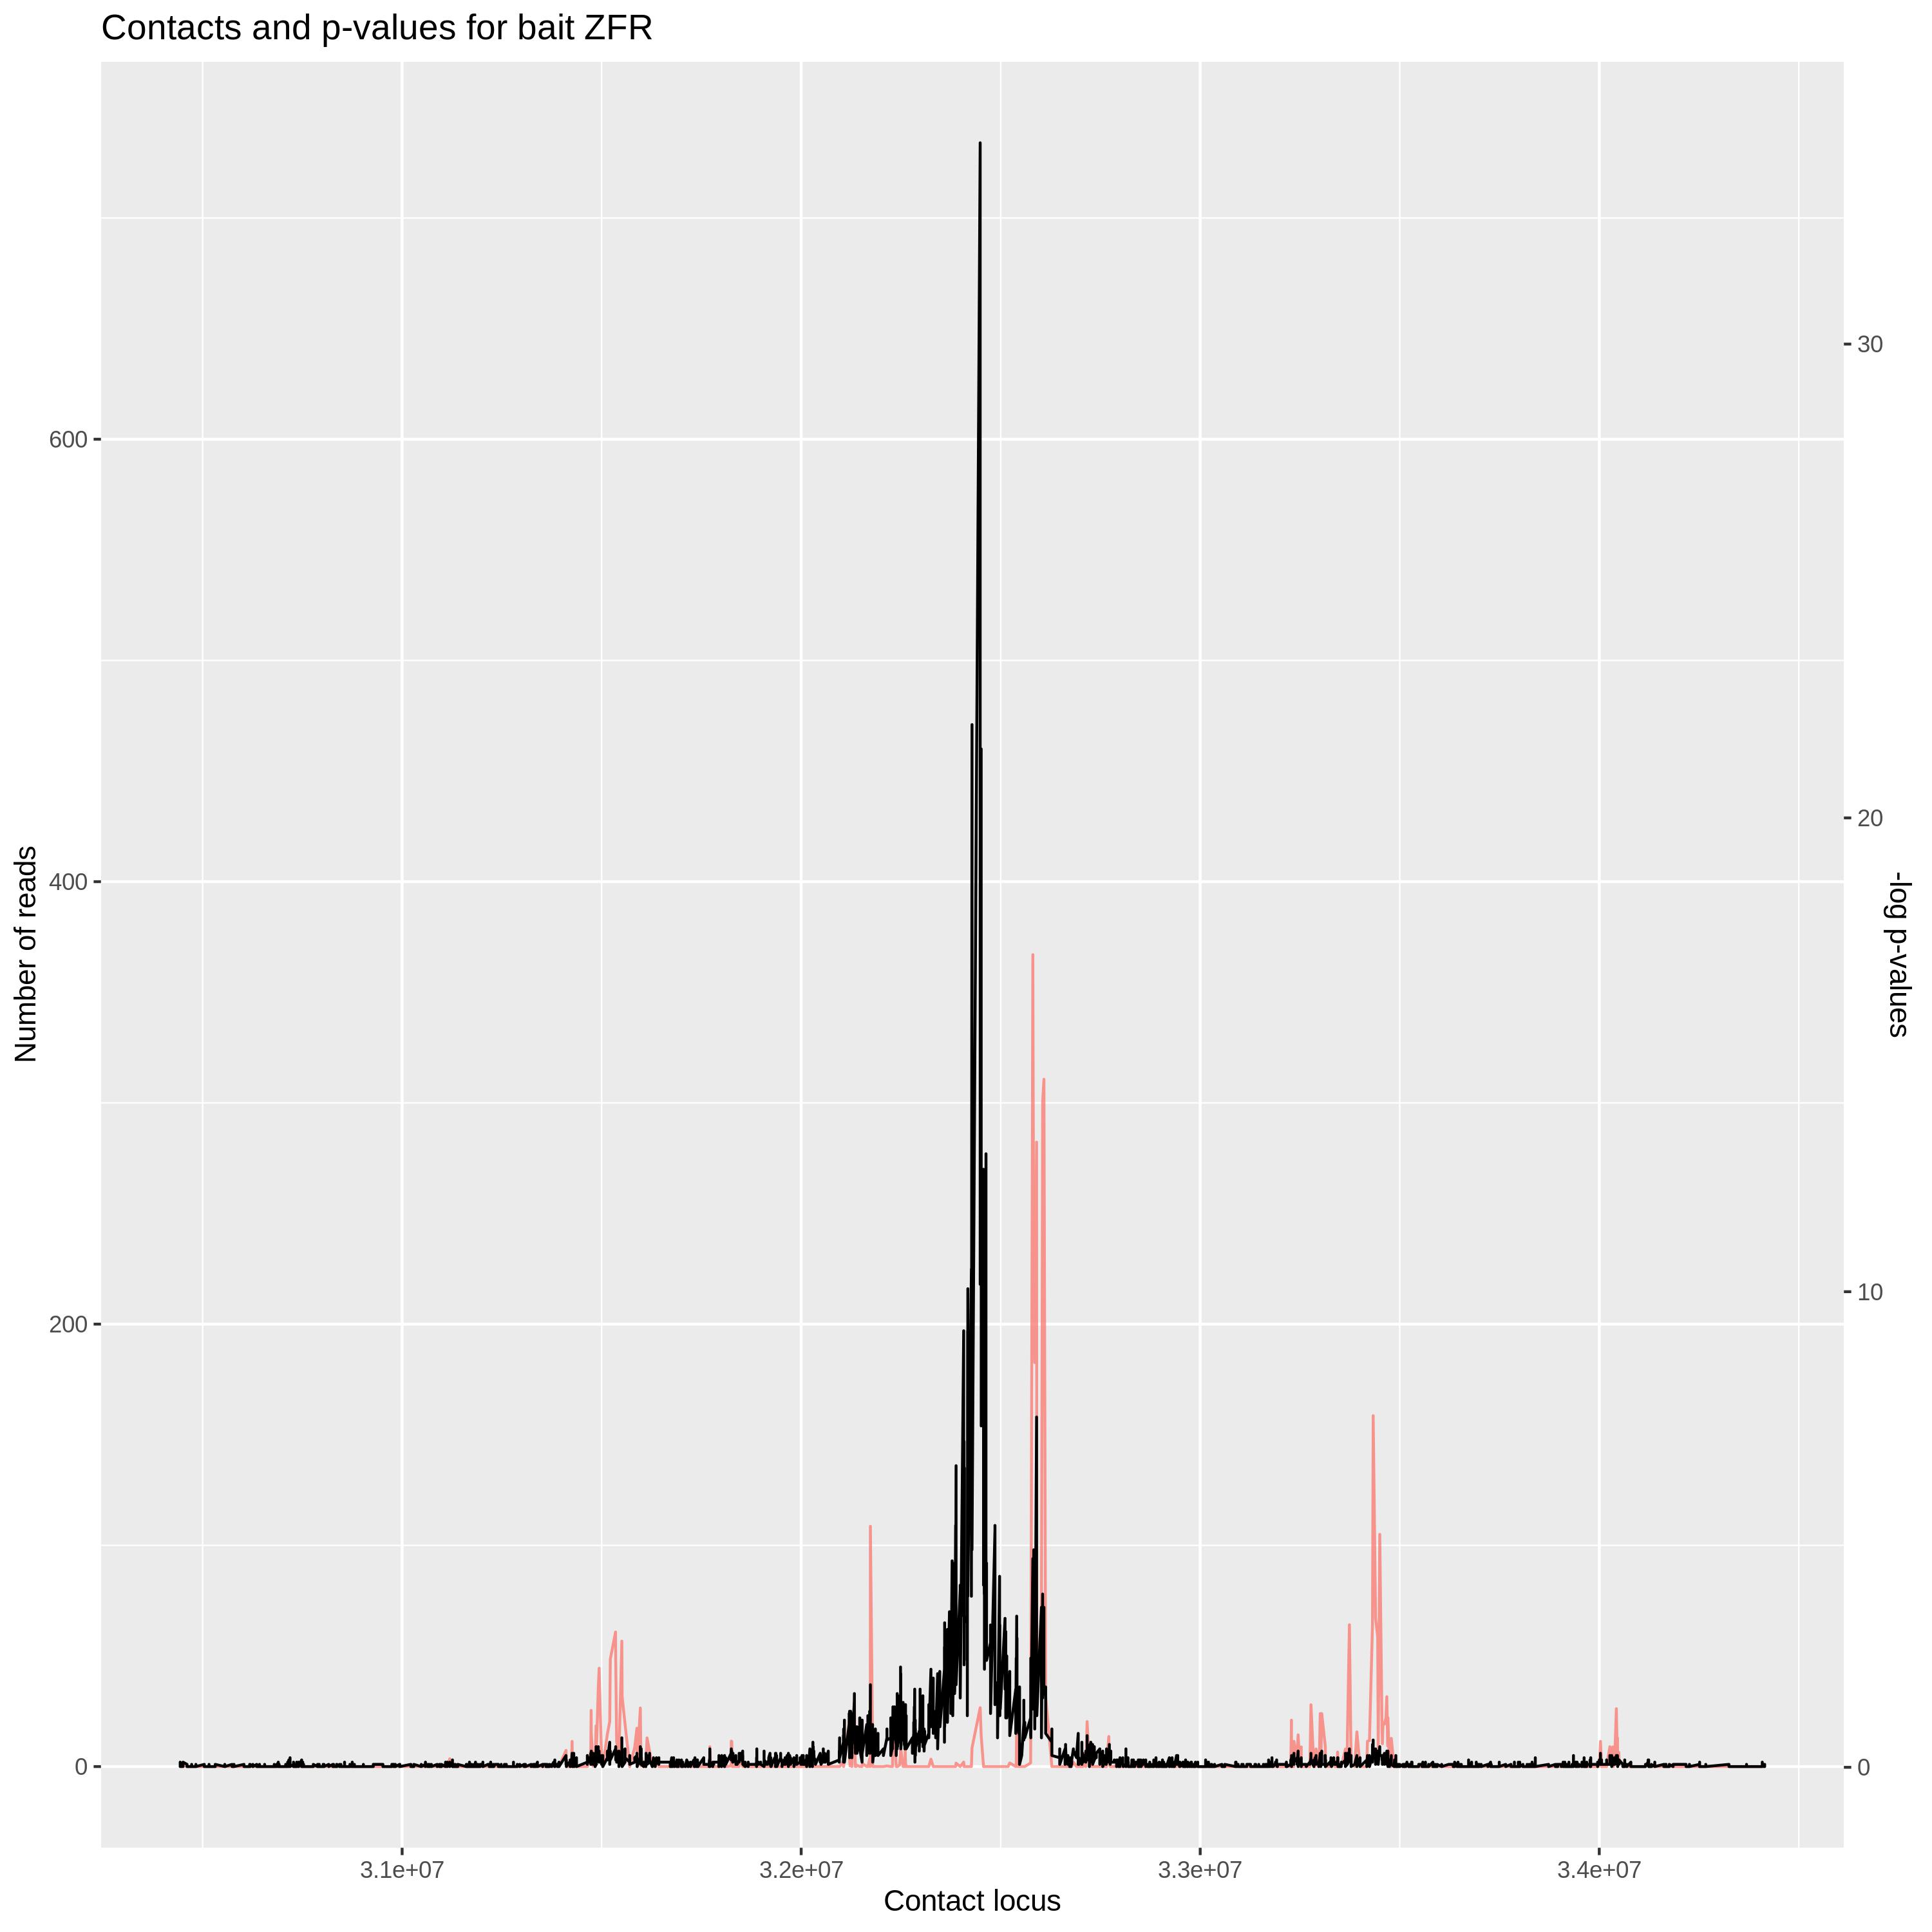 Contacts and p-values for bait ZFR
600
400
200
0
30
20
10
0
Number of reads
-log p-values
3.1e+07
3.2e+07
3.3e+07
3.4e+07
Contact locus